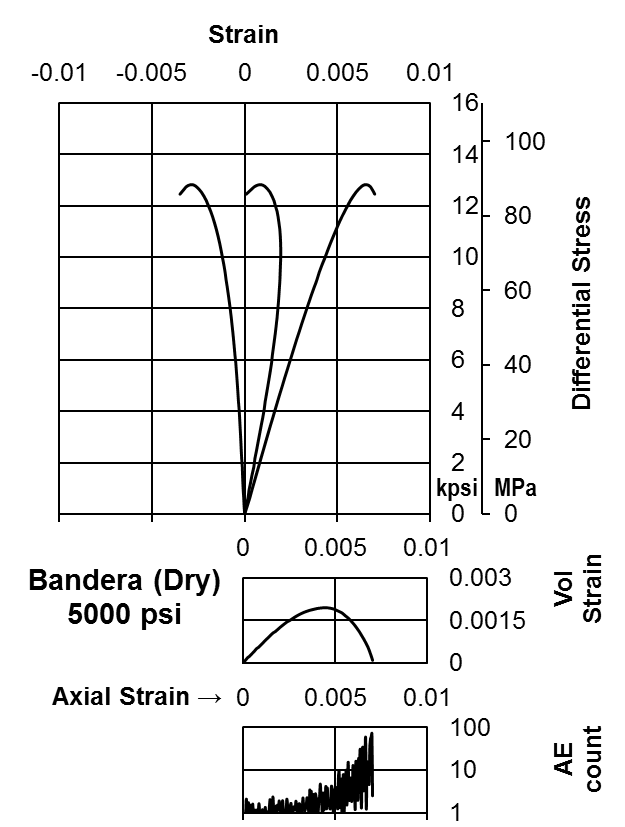 Strain
-0.01 -0.005 0 0.005 0.01
16
100
14
12
80
10
60
8
6
40
4
20
2
kpsi MPa
0 0
Differential Stress
0 0.005 0.01
Bandera (Dry)
5000 psi
0.003
0.0015
0
Vol
Strain
Axial Strain → 0 0.005 0.01
100
10
1
AE
count